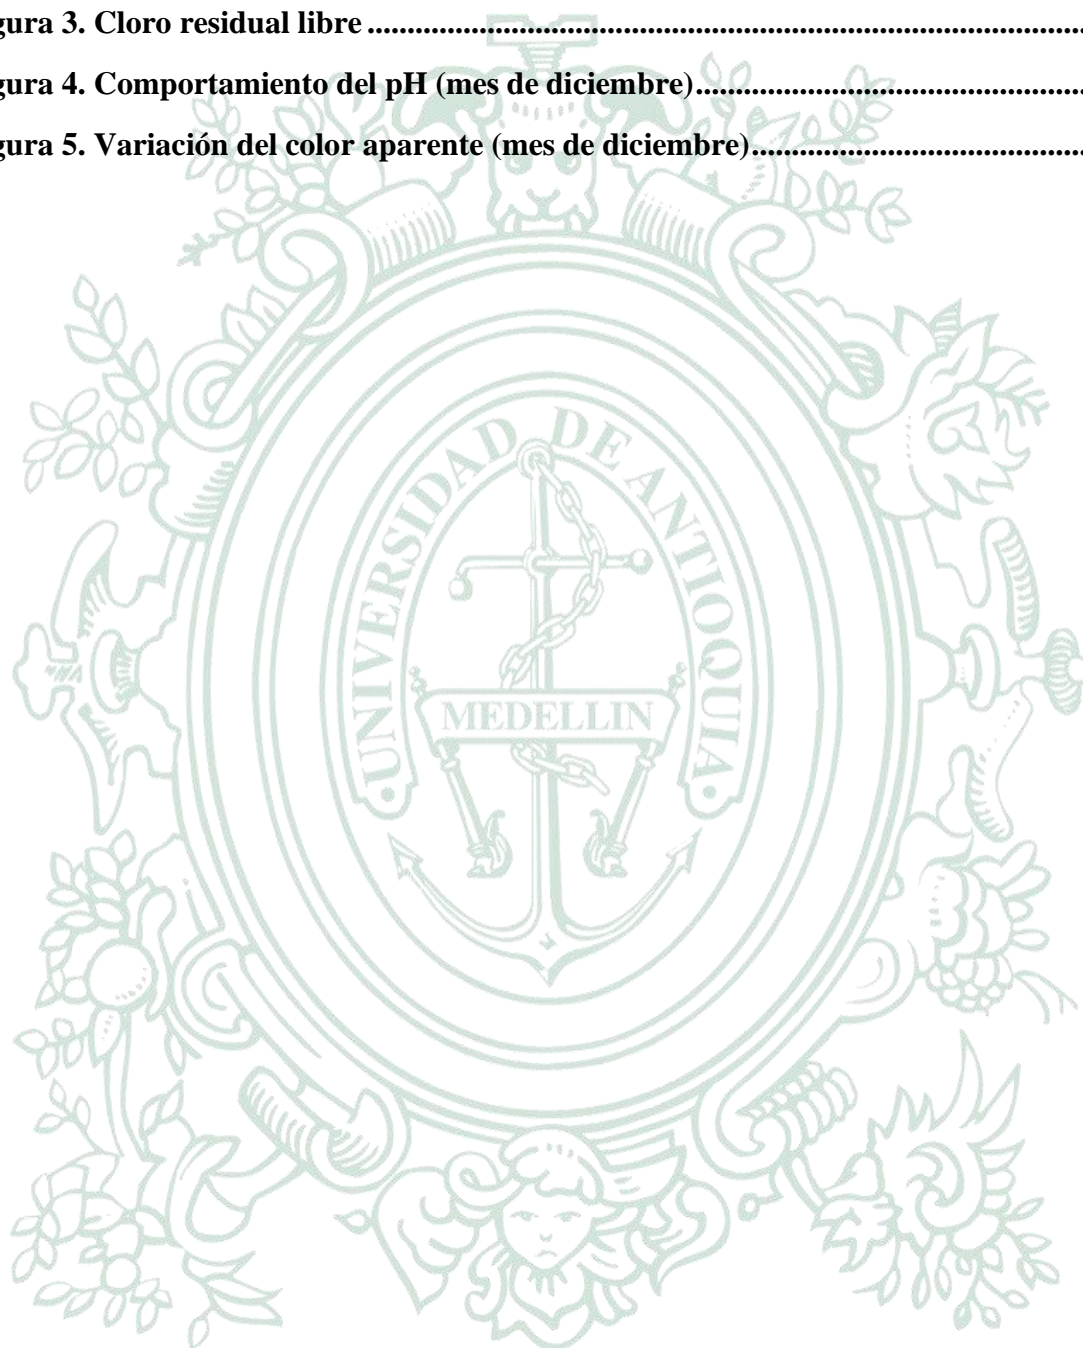 gura 3. Cloro residual libre ....................................................................................
gura 4. Comportamiento del pH (mes de diciembre)..............................................
gura 5. Variación del color aparente (mes de diciembre).......................................
· UNIVERSIDAD DE ANTIOQUIA ·
MEDELLIN